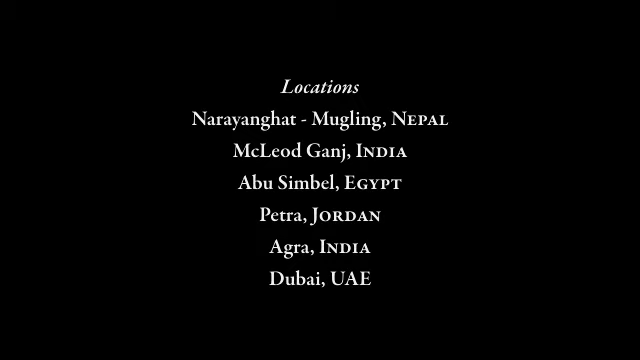 Locations
Narayanghat - Mugling, Nepal
McLeod Ganj, India
Abu Simbel, Egypt
Petra, Jordan
Agra, India
Dubai, UAE